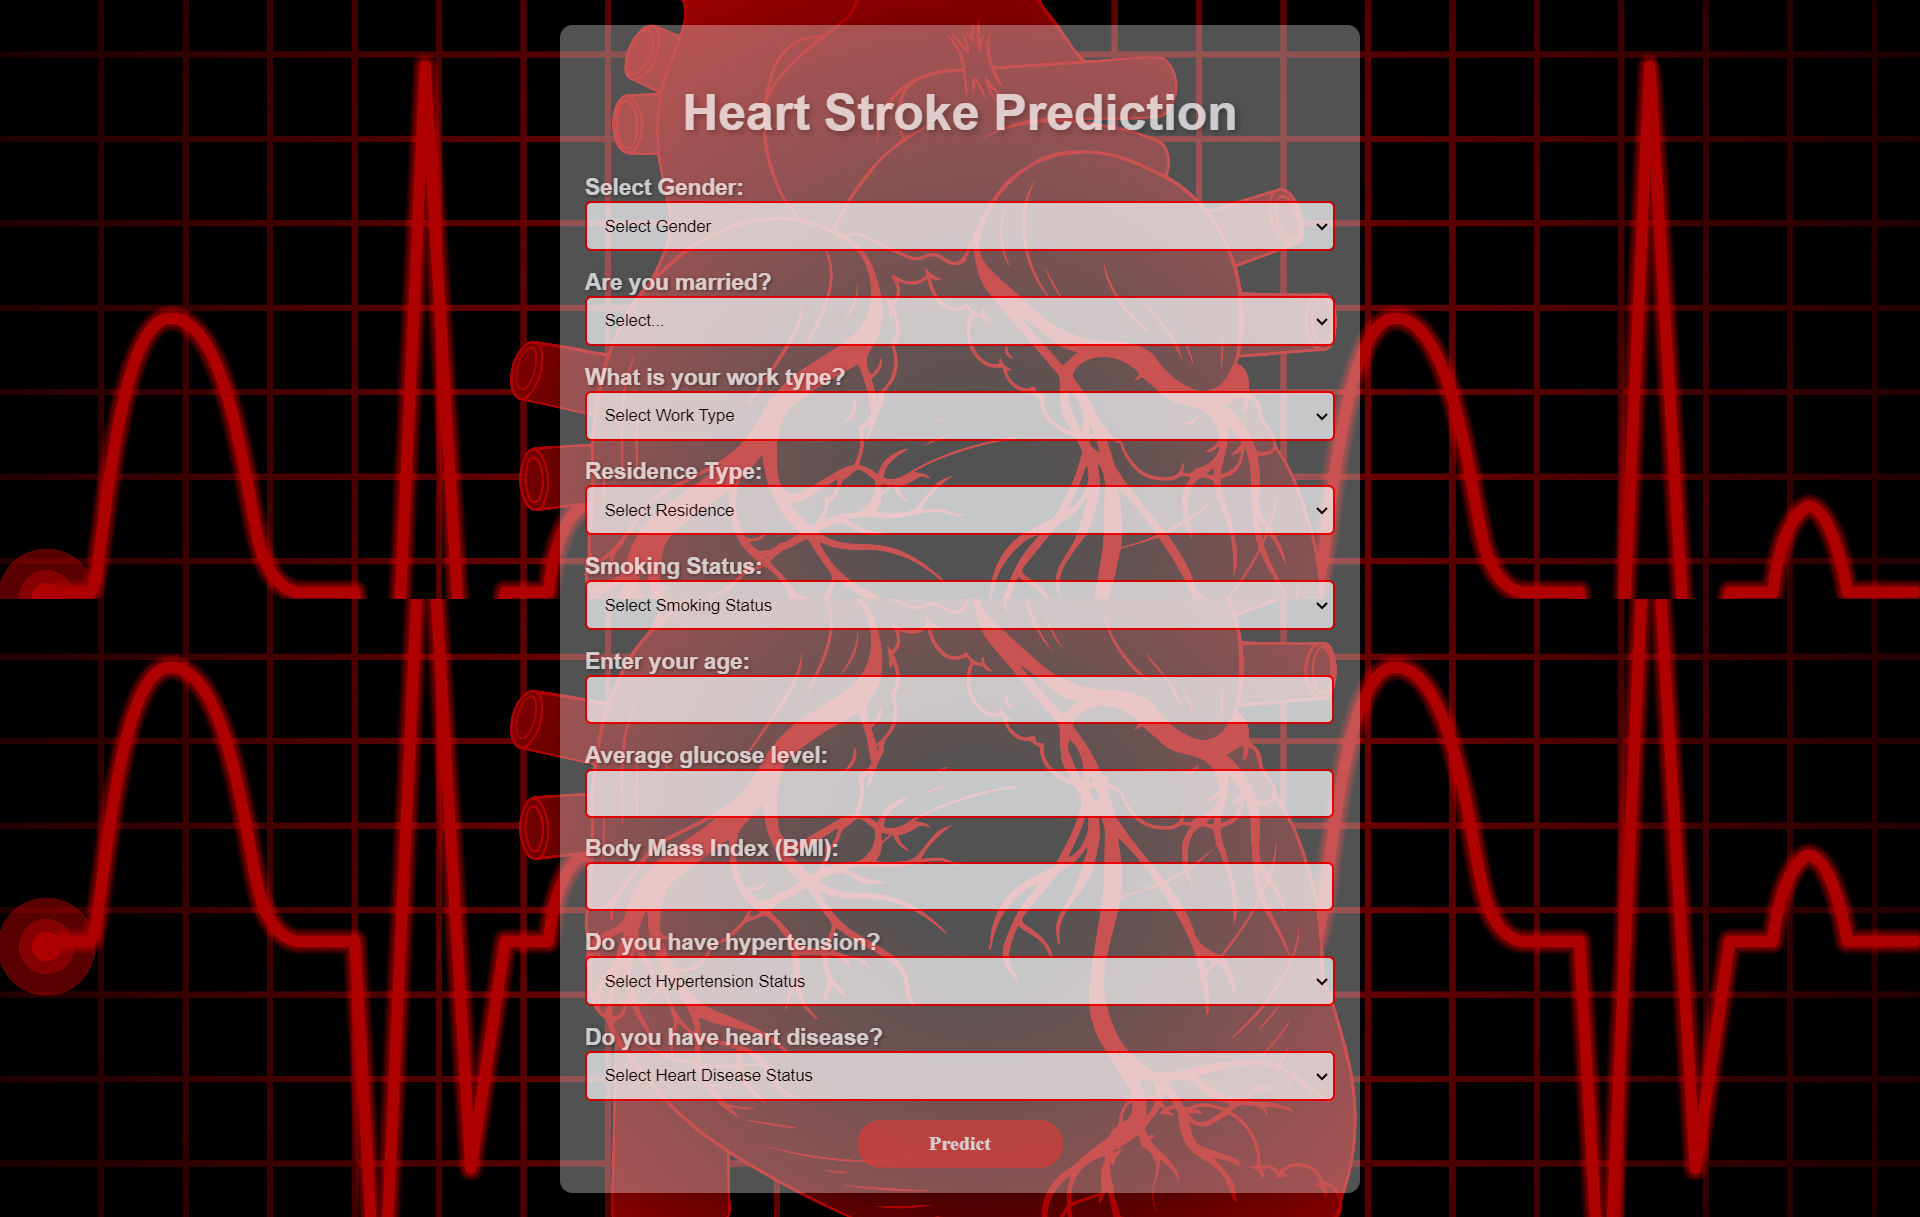 Heart Stroke Prediction
Select Gender:
Select Gender
Are you married?
Select...
What is your work type?
Select Work Type
Residence Type:
Select Residence
Smoking Status:
Select Smoking Status
Enter your age:
Average glucose level:
Body Mass Index (BMI):
Do you have hypertension?
Select Hypertension Status
Do you have heart disease?
Select Heart Disease Status
Predict